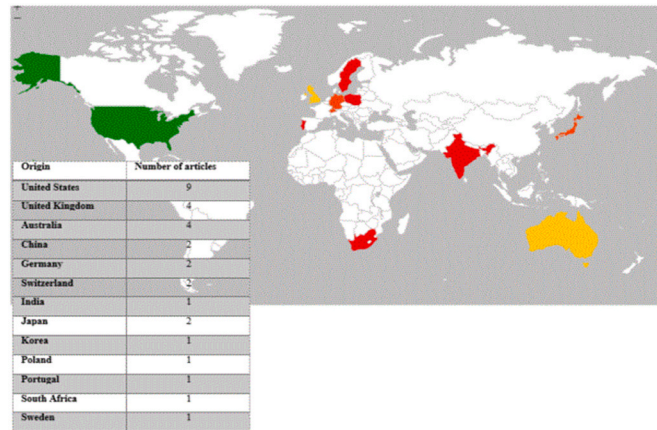 +
−
Origin Number of articles
United States 9
United Kingdom 4
Australia 4
China 2
Germany 2
Switzerland 2
India 1
Japan 2
Korea 1
Poland 1
Portugal 1
South Africa 1
Sweden 1